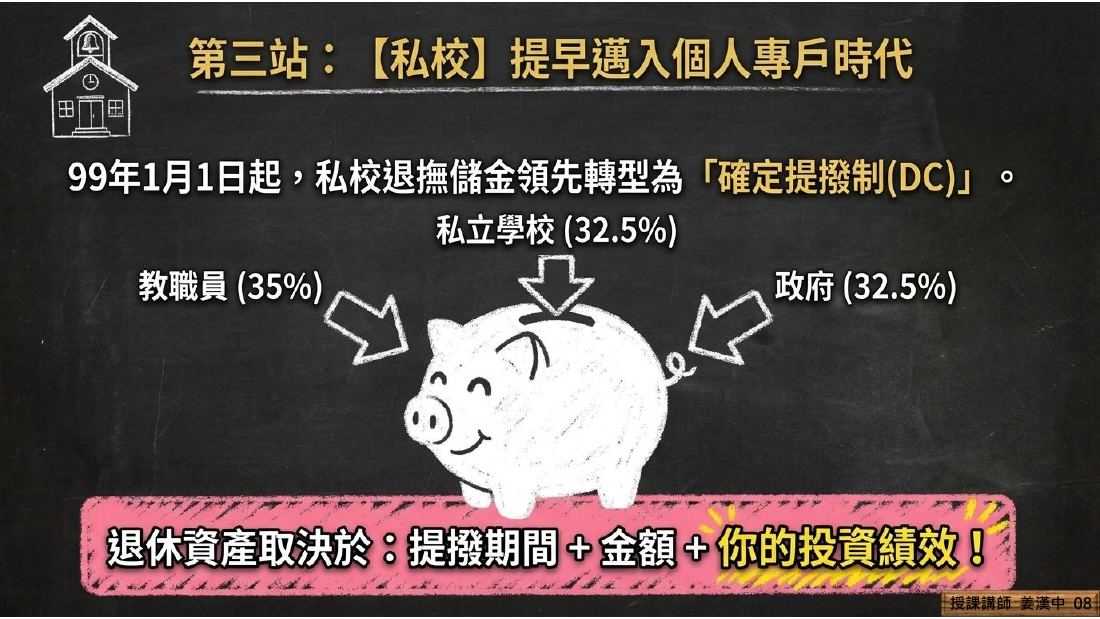 第三站：【私校】提早邁入個人專戶時代
99年1月1日起，私校退撫儲金領先轉型為「確定提撥制(DC)」。
私立學校 (32.5%)
教職員 (35%)
政府 (32.5%)
退休資產取決於：提撥期間 + 金額 + 你的投資績效！
授課講師 姜漢中 08